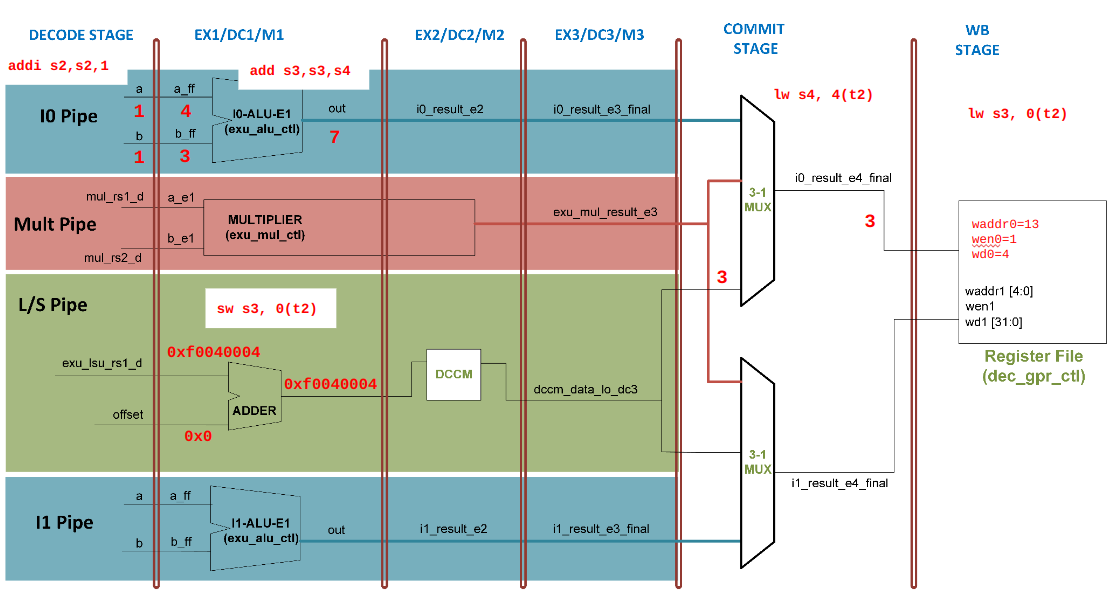 DECODE STAGE
EX1/DC1/M1
EX2/DC2/M2
EX3/DC3/M3
COMMIT
STAGE
WB
STAGE
addi s2,s2,1
add s3,s3,s4
lw s4, 4(t2)
lw s3, 0(t2)
I0 Pipe
a
a_ff
1
4
b
b_ff
1
3
I0-ALU-E1
(exu_alu_ctl)
out
7
i0_result_e2
i0_result_e3_final
Mult Pipe
mul_rs1_d
a_e1
b_e1
mul_rs2_d
MULTIPLIER
(exu_mul_ctl)
exu_mul_result_e3
3-1
MUX
i0_result_e4_final
3
3
waddr0=13
wen0=1
wd0=4
waddr1 [4:0]
wen1
wd1 [31:0]
Register File
(dec_gpr_ctl)
L/S Pipe
sw s3, 0(t2)
exu_lsu_rs1_d
0xf0040004
0xf0040004
offset
0x0
ADDER
DCCM
dccm_data_lo_dc3
3-1
MUX
i1_result_e4_final
I1 Pipe
a
a_ff
b
b_ff
I1-ALU-E1
(exu_alu_ctl)
out
i1_result_e2
i1_result_e3_final